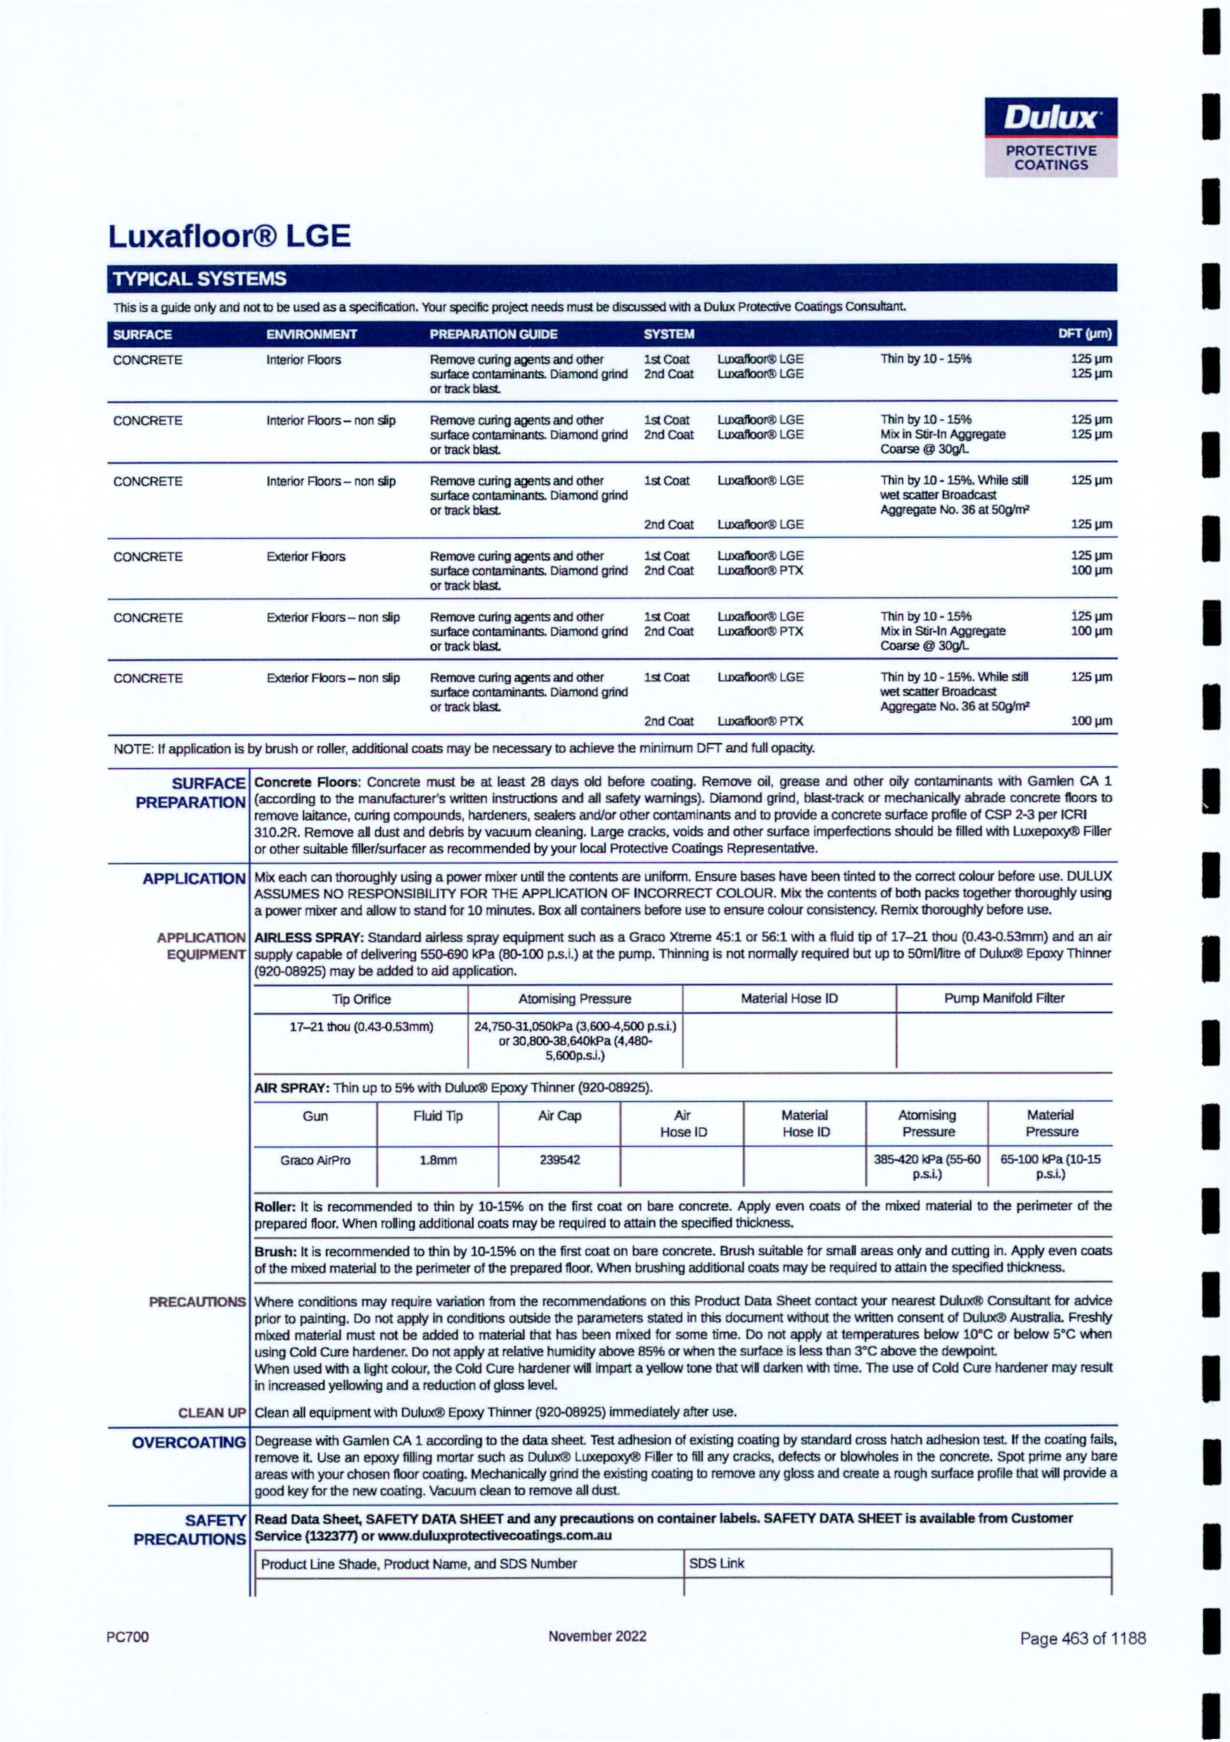 Dulux
PROTECTIVE
COATINGS
Luxafloor® LGE
TYPICAL SYSTEMS
This is a guide only and not to be used as a specification. Your specific project needs must be discussed with a Dulux Protective Coatings Consultant.
SURFACE ENVIRONMENT PREPARATION GUIDE SYSTEM DFT (μm)
CONCRETE Interior Floors Remove curing agents and other 1st Coat Luxafloor® LGE Thin by 10 - 15% 125 μm
surface contaminants. Diamond grind 2nd Coat Luxafloor® LGE 125 μm
or track blast.
CONCRETE Interior Floors – non slip Remove curing agents and other 1st Coat Luxafloor® LGE Thin by 10 - 15% 125 μm
surface contaminants. Diamond grind 2nd Coat Luxafloor® LGE Mix in Stir-In Aggregate 125 μm
or track blast. Coarse @ 30g/L
CONCRETE Interior Floors – non slip Remove curing agents and other 1st Coat Luxafloor® LGE Thin by 10 - 15%. While still 125 μm
surface contaminants. Diamond grind wet scatter Broadcast
or track blast. Aggregate No. 36 at 50g/m²
2nd Coat Luxafloor® LGE 125 μm
CONCRETE Exterior Floors Remove curing agents and other 1st Coat Luxafloor® LGE 125 μm
surface contaminants. Diamond grind 2nd Coat Luxafloor® PTX 100 μm
or track blast.
CONCRETE Exterior Floors – non slip Remove curing agents and other 1st Coat Luxafloor® LGE Thin by 10 - 15% 125 μm
surface contaminants. Diamond grind 2nd Coat Luxafloor® PTX Mix in Stir-In Aggregate 100 μm
or track blast. Coarse @ 30g/L
CONCRETE Exterior Floors – non slip Remove curing agents and other 1st Coat Luxafloor® LGE Thin by 10 - 15%. While still 125 μm
surface contaminants. Diamond grind wet scatter Broadcast
or track blast. Aggregate No. 36 at 50g/m²
2nd Coat Luxafloor® PTX 100 μm
NOTE: If application is by brush or roller, additional coats may be necessary to achieve the minimum DFT and full opacity.
SURFACE Concrete Floors: Concrete must be at least 28 days old before coating. Remove oil, grease and other oily contaminants with Gamlen CA 1
PREPARATION (according to the manufacturer's written instructions and all safety warnings). Diamond grind, blast-track or mechanically abrade concrete floors to
remove laitance, curing compounds, hardeners, sealers and/or other contaminants and to provide a concrete surface profile of CSP 2-3 per ICRI
310.2R. Remove all dust and debris by vacuum cleaning. Large cracks, voids and other surface imperfections should be filled with Luxepoxy® Filler
or other suitable filler/surfacer as recommended by your local Protective Coatings Representative.
APPLICATION Mix each can thoroughly using a power mixer until the contents are uniform. Ensure bases have been tinted to the correct colour before use. DULUX
ASSUMES NO RESPONSIBILITY FOR THE APPLICATION OF INCORRECT COLOUR. Mix the contents of both packs together thoroughly using
a power mixer and allow to stand for 10 minutes. Box all containers before use to ensure colour consistency. Remix thoroughly before use.
APPLICATION AIRLESS SPRAY: Standard airless spray equipment such as a Graco Xtreme 45:1 or 56:1 with a fluid tip of 17–21 thou (0.43-0.53mm) and an air
EQUIPMENT supply capable of delivering 550-690 kPa (80-100 p.s.i.) at the pump. Thinning is not normally required but up to 50ml/litre of Dulux® Epoxy Thinner
(920-08925) may be added to aid application.
Tip Orifice Atomising Pressure Material Hose ID Pump Manifold Filter
17–21 thou (0.43-0.53mm) 24,750-31,050kPa (3,600-4,500 p.s.i.)
or 30,800-38,640kPa (4,480-
5,600p.s.i.)
AIR SPRAY: Thin up to 5% with Dulux® Epoxy Thinner (920-08925).
Gun Fluid Tip Air Cap Air Material Atomising Material
Hose ID Hose ID Pressure Pressure
Graco AirPro 1.8mm 239542 385-420 kPa (55-60 65-100 kPa (10-15
p.s.i.) p.s.i.)
Roller: It is recommended to thin by 10-15% on the first coat on bare concrete. Apply even coats of the mixed material to the perimeter of the
prepared floor. When rolling additional coats may be required to attain the specified thickness.
Brush: It is recommended to thin by 10-15% on the first coat on bare concrete. Brush suitable for small areas only and cutting in. Apply even coats
of the mixed material to the perimeter of the prepared floor. When brushing additional coats may be required to attain the specified thickness.
PRECAUTIONS Where conditions may require variation from the recommendations on this Product Data Sheet contact your nearest Dulux® Consultant for advice
prior to painting. Do not apply in conditions outside the parameters stated in this document without the written consent of Dulux® Australia. Freshly
mixed material must not be added to material that has been mixed for some time. Do not apply at temperatures below 10°C or below 5°C when
using Cold Cure hardener. Do not apply at relative humidity above 85% or when the surface is less than 3°C above the dewpoint.
When used with a light colour, the Cold Cure hardener will impart a yellow tone that will darken with time. The use of Cold Cure hardener may result
in increased yellowing and a reduction of gloss level.
CLEAN UP Clean all equipment with Dulux® Epoxy Thinner (920-08925) immediately after use.
OVERCOATING Degrease with Gamlen CA 1 according to the data sheet. Test adhesion of existing coating by standard cross hatch adhesion test. If the coating fails,
remove it. Use an epoxy filling mortar such as Dulux® Luxepoxy® Filler to fill any cracks, defects or blowholes in the concrete. Spot prime any bare
areas with your chosen floor coating. Mechanically grind the existing coating to remove any gloss and create a rough surface profile that will provide a
good key for the new coating. Vacuum clean to remove all dust.
SAFETY Read Data Sheet, SAFETY DATA SHEET and any precautions on container labels. SAFETY DATA SHEET is available from Customer
PRECAUTIONS Service (132377) or www.duluxprotectivecoatings.com.au
Product Line Shade, Product Name, and SDS Number SDS Link
PC700 November 2022 Page 463 of 1188